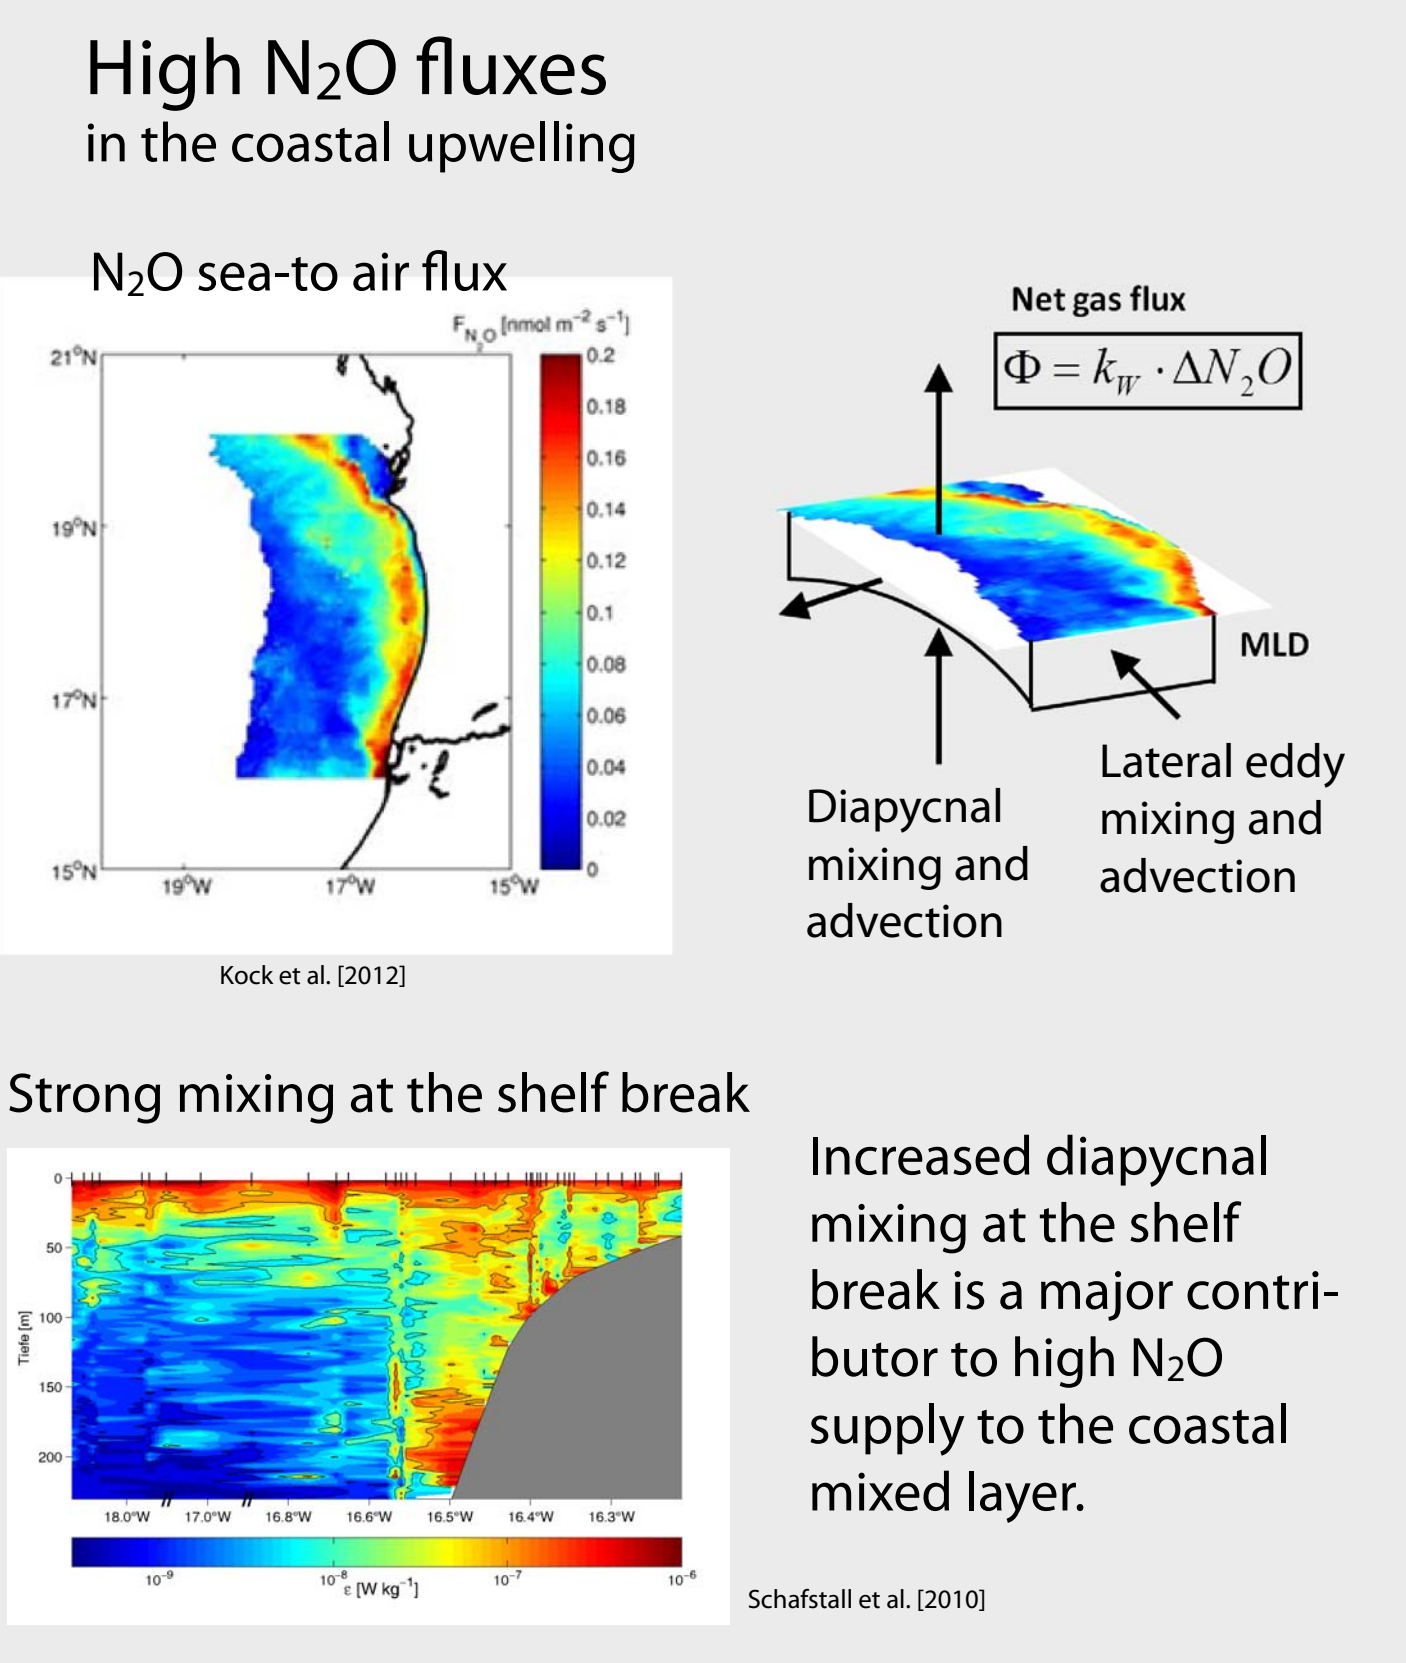 High N₂O fluxes
in the coastal upwelling
N₂O sea-to air flux
F_N₂O [nmol m⁻² s⁻¹]
21°N
19°N
17°N
15°N
19°W
17°W
15°W
0.2
0.18
0.16
0.14
0.12
0.1
0.08
0.06
0.04
0.02
0
Kock et al. [2012]
Net gas flux
Φ = k_W · ΔN₂O
MLD
Diapycnal
mixing and
advection
Lateral eddy
mixing and
advection
Strong mixing at the shelf break
0
50
100
150
200
Tiefe [m]
18.0°W
17.0°W
16.8°W
16.6°W
16.5°W
16.4°W
16.3°W
10⁻⁹
10⁻⁸
10⁻⁷
10⁻⁶
ε [W kg⁻¹]
Increased diapycnal
mixing at the shelf
break is a major contri-
butor to high N₂O
supply to the coastal
mixed layer.
Schafstall et al. [2010]